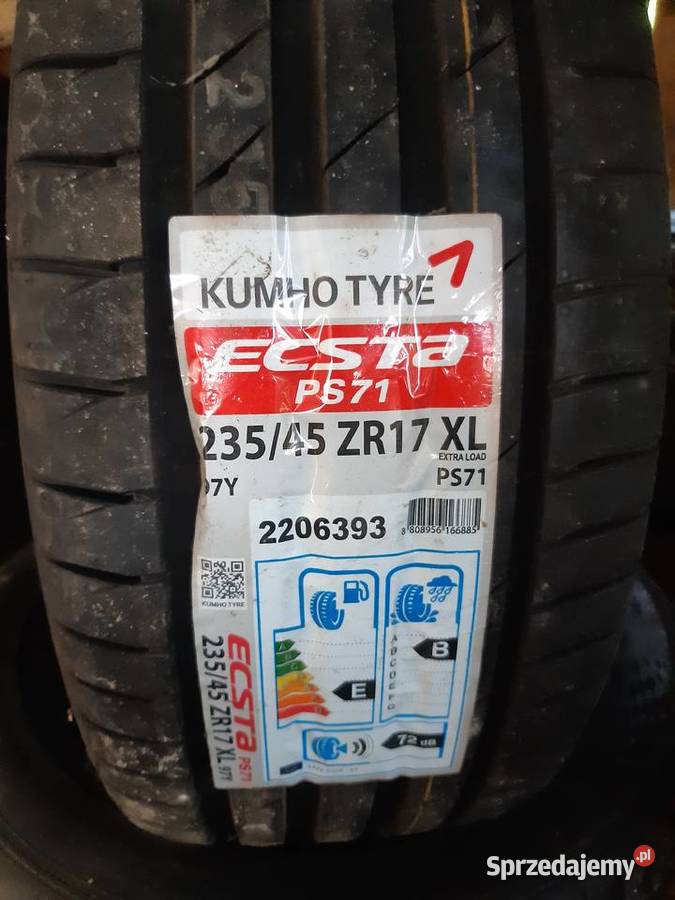 KUMHO TYRE
ECSTA
PS71
235/45 ZR17 XL
EXTRA LOAD
97Y
PS71
2206393
8 808956 166885
KUMHO TYRE
A
B
C
D
E
F
G
B
E
72 dB
ECSTA PS71
235/45 ZR17 XL 97Y
Sprzedajemy.pl